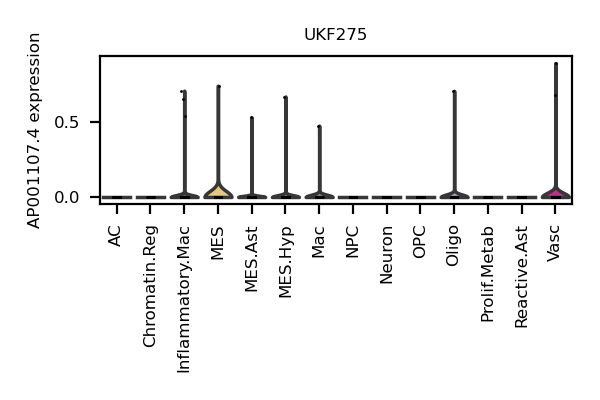 UKF275
AP001107.4 expression
0.5
0.0
AC
Chromatin.Reg
Inflammatory.Mac
MES
MES.Ast
MES.Hyp
Mac
NPC
Neuron
OPC
Oligo
Prolif.Metab
Reactive.Ast
Vasc